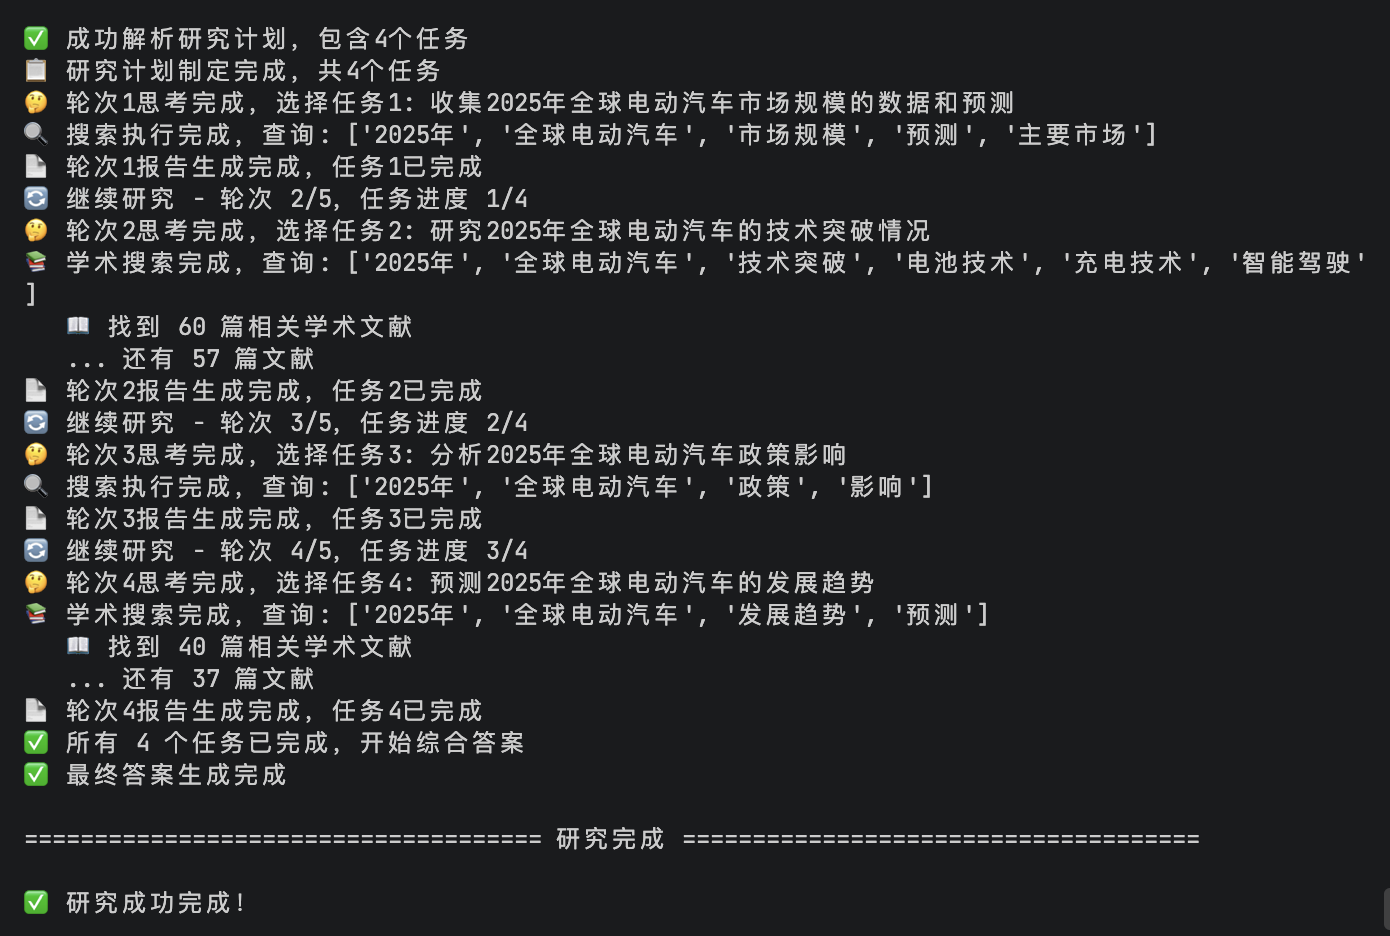 ✅ 成功解析研究计划, 包含4个任务
📋 研究计划制定完成, 共4个任务
🤔 轮次1思考完成, 选择任务1: 收集2025年全球电动汽车市场规模的数据和预测
🔍 搜索执行完成, 查询: ['2025年', '全球电动汽车', '市场规模', '预测', '主要市场']
📄 轮次1报告生成完成, 任务1已完成
🔄 继续研究 - 轮次 2/5, 任务进度 1/4
🤔 轮次2思考完成, 选择任务2: 研究2025年全球电动汽车的技术突破情况
📚 学术搜索完成, 查询: ['2025年', '全球电动汽车', '技术突破', '电池技术', '充电技术', '智能驾驶'
]
📖 找到 60 篇相关学术文献
... 还有 57 篇文献
📄 轮次2报告生成完成, 任务2已完成
🔄 继续研究 - 轮次 3/5, 任务进度 2/4
🤔 轮次3思考完成, 选择任务3: 分析2025年全球电动汽车政策影响
🔍 搜索执行完成, 查询: ['2025年', '全球电动汽车', '政策', '影响']
📄 轮次3报告生成完成, 任务3已完成
🔄 继续研究 - 轮次 4/5, 任务进度 3/4
🤔 轮次4思考完成, 选择任务4: 预测2025年全球电动汽车的发展趋势
📚 学术搜索完成, 查询: ['2025年', '全球电动汽车', '发展趋势', '预测']
📖 找到 40 篇相关学术文献
... 还有 37 篇文献
📄 轮次4报告生成完成, 任务4已完成
✅ 所有 4 个任务已完成, 开始综合答案
✅ 最终答案生成完成
===================================== 研究完成 =====================================
✅ 研究成功完成!